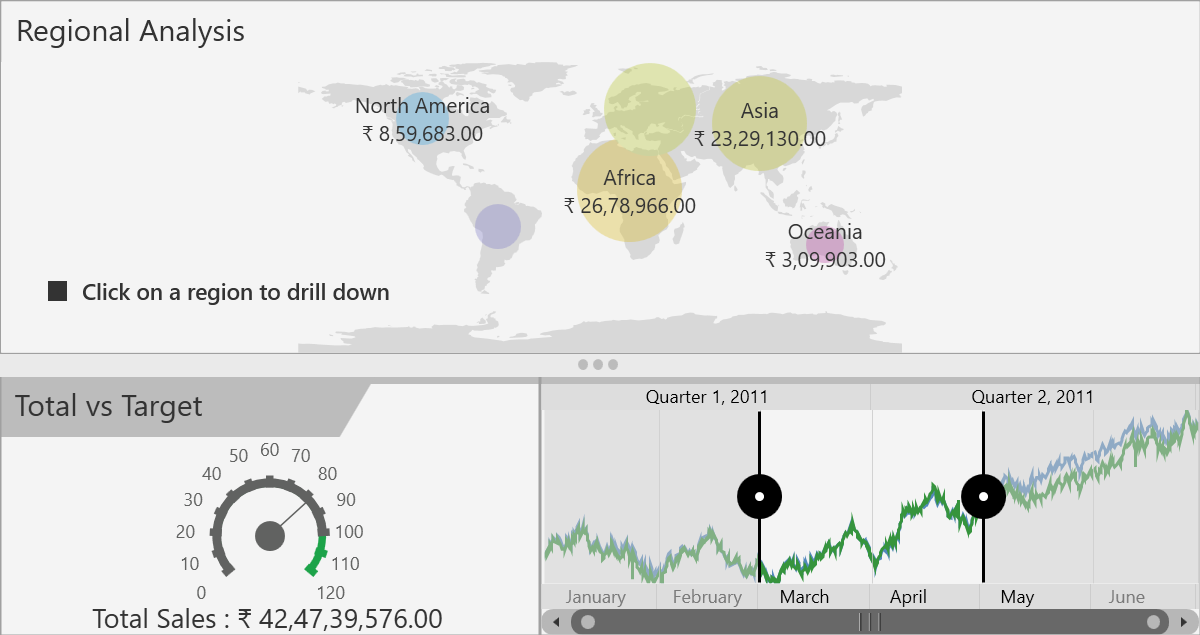 Regional Analysis
North America
₹ 8,59,683.00
Asia
₹ 23,29,130.00
Africa
₹ 26,78,966.00
Oceania
₹ 3,09,903.00
Click on a region to drill down
Total vs Target
0
10
20
30
40
50
60
70
80
90
100
110
120
Total Sales : ₹ 42,47,39,576.00
Quarter 1, 2011
Quarter 2, 2011
January
February
March
April
May
June